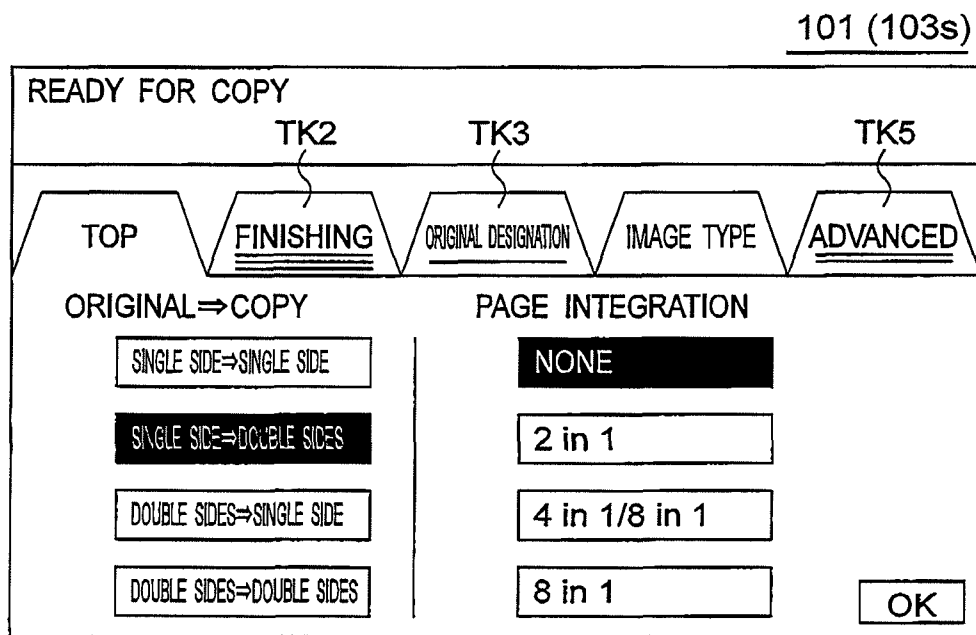 101 (103s)
READY FOR COPY
TK2 TK3 TK5
TOP FINISHING ORIGINAL DESIGNATION IMAGE TYPE ADVANCED
ORIGINAL⇒COPY PAGE INTEGRATION
SINGLE SIDE⇒SINGLE SIDE NONE
SINGLE SIDE⇒DOUBLE SIDES 2 in 1
DOUBLE SIDES⇒SINGLE SIDE 4 in 1/8 in 1
DOUBLE SIDES⇒DOUBLE SIDES 8 in 1
OK